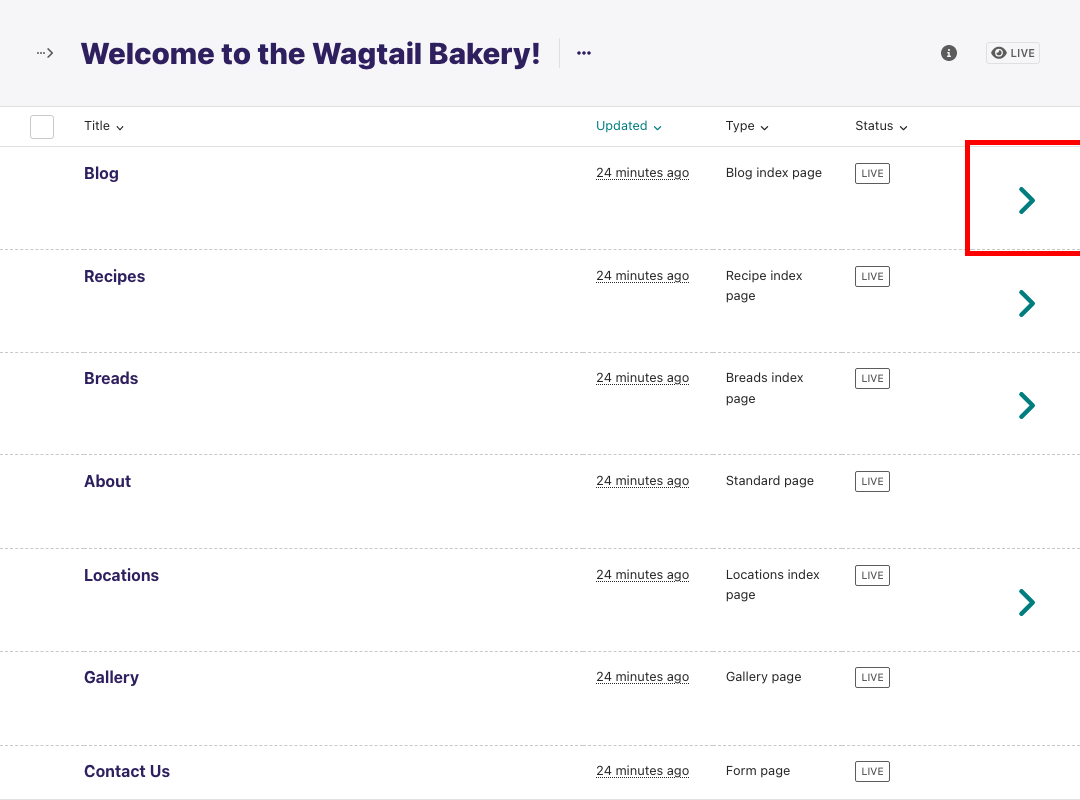 Welcome to the Wagtail Bakery!
LIVE
Title Updated Type Status
Blog 24 minutes ago Blog index page LIVE
Recipes 24 minutes ago Recipe index page LIVE
Breads 24 minutes ago Breads index page LIVE
About 24 minutes ago Standard page LIVE
Locations 24 minutes ago Locations index page LIVE
Gallery 24 minutes ago Gallery page LIVE
Contact Us 24 minutes ago Form page LIVE